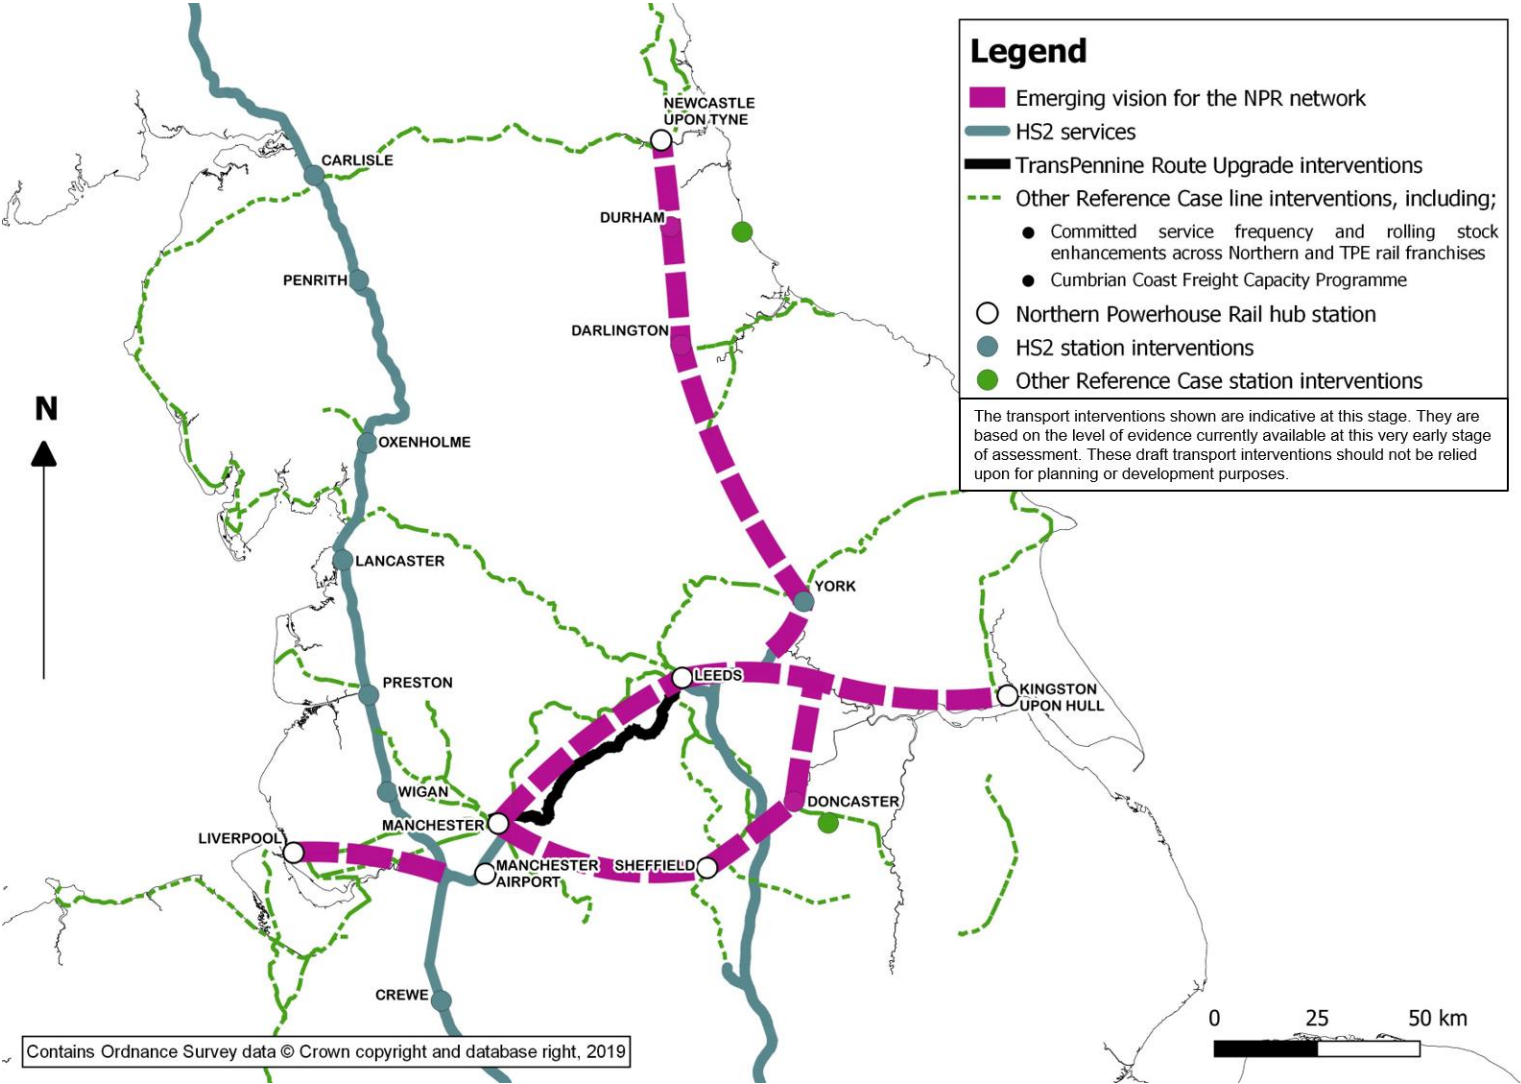 NEWCASTLE
UPON TYNE
CARLISLE
DURHAM
PENRITH
DARLINGTON
N
OXENHOLME
LANCASTER
YORK
LEEDS
PRESTON
KINGSTON
UPON HULL
WIGAN
DONCASTER
MANCHESTER
LIVERPOOL
MANCHESTER
AIRPORT
SHEFFIELD
CREWE
Legend
Emerging vision for the NPR network
HS2 services
TransPennine Route Upgrade interventions
Other Reference Case line interventions, including;
● Committed service frequency and rolling stock
enhancements across Northern and TPE rail franchises
● Cumbrian Coast Freight Capacity Programme
Northern Powerhouse Rail hub station
HS2 station interventions
Other Reference Case station interventions
The transport interventions shown are indicative at this stage. They are
based on the level of evidence currently available at this very early stage
of assessment. These draft transport interventions should not be relied
upon for planning or development purposes.
0 25 50 km
Contains Ordnance Survey data © Crown copyright and database right, 2019